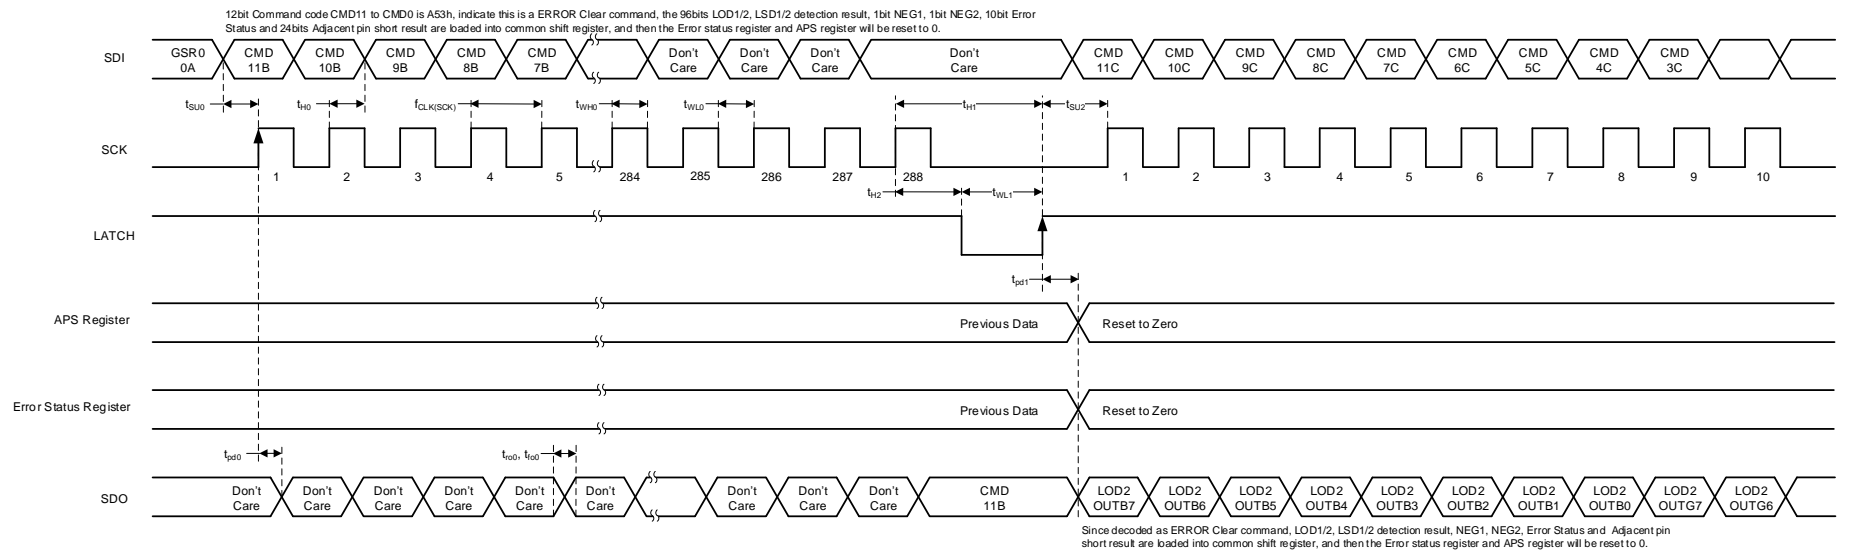 12bit Command code CMD11 to CMD0 is A53h, indicate this is a ERROR Clear command, the 96bits LOD1/2, LSD1/2 detection result, 1bit NEG1, 1bit NEG2, 10bit Error
Status and 24bits Adjacent pin short result are loaded into common shift register, and then the Error status register and APS register will be reset to 0.
SDI
GSR0 CMD CMD CMD CMD CMD Don't Don't Don't Don't CMD CMD CMD CMD CMD CMD CMD CMD CMD
0A 11B 10B 9B 8B 7B Care Care Care Care 11C 10C 9C 8C 7C 6C 5C 4C 3C
tSU0 tH0 fCLK(SCK) tWH0 tWL0 tH1 tSU2
SCK
1 2 3 4 5 284 285 286 287 288 1 2 3 4 5 6 7 8 9 10
tH2 tWL1
LATCH
tpd1
APS Register
Previous Data Reset to Zero
Error Status Register
Previous Data Reset to Zero
tpd0 tro0, tfo0
SDO
Don't Don't Don't Don't Don't Don't Don't Don't Don't CMD LOD2 LOD2 LOD2 LOD2 LOD2 LOD2 LOD2 LOD2 LOD2 LOD2
Care Care Care Care Care Care Care Care Care 11B OUTB7 OUTB6 OUTB5 OUTB4 OUTB3 OUTB2 OUTB1 OUTB0 OUTG7 OUTG6
Since decoded as ERROR Clear command, LOD1/2, LSD1/2 detection result, NEG1, NEG2, Error Status and Adjacent pin
short result are loaded into common shift register, and then the Error status register and APS register will be reset to 0.